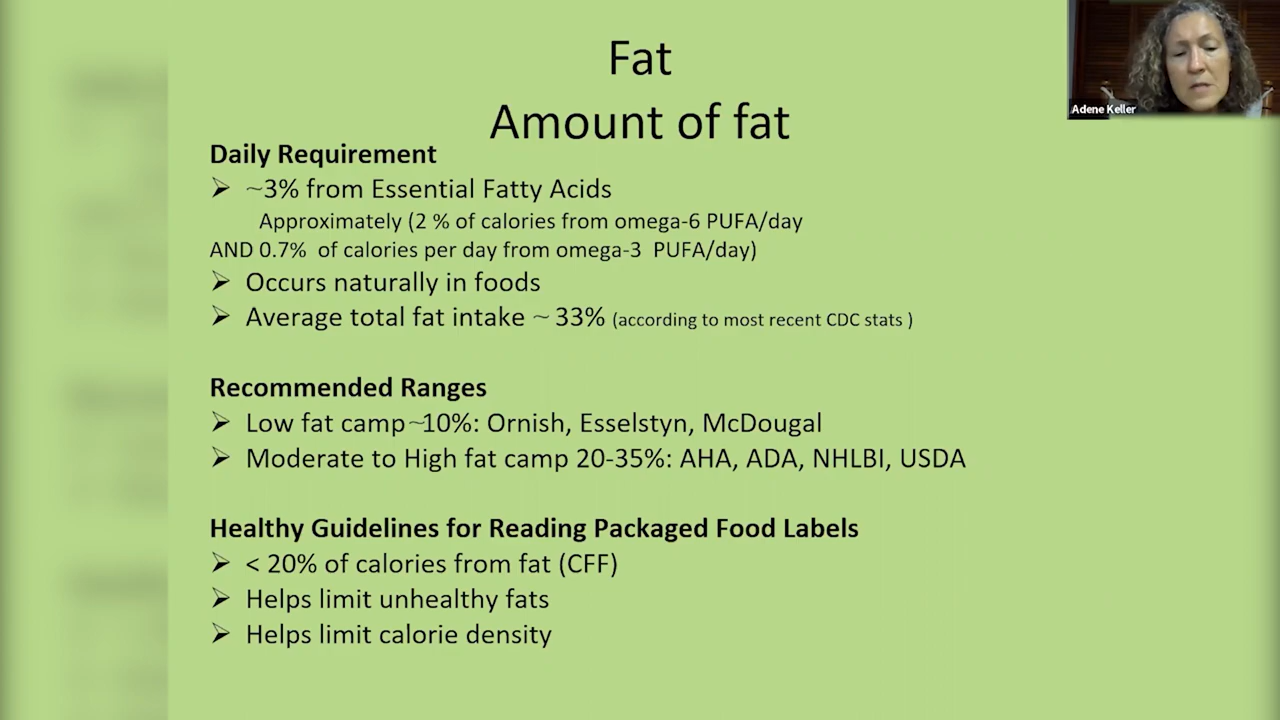 Fat
Amount of fat
Adene Keller
Daily Requirement
➢ ~3% from Essential Fatty Acids
Approximately (2 % of calories from omega-6 PUFA/day
AND 0.7% of calories per day from omega-3 PUFA/day)
➢ Occurs naturally in foods
➢ Average total fat intake ~ 33% (according to most recent CDC stats )
Recommended Ranges
➢ Low fat camp ~10%: Ornish, Esselstyn, McDougal
➢ Moderate to High fat camp 20-35%: AHA, ADA, NHLBI, USDA
Healthy Guidelines for Reading Packaged Food Labels
➢ < 20% of calories from fat (CFF)
➢ Helps limit unhealthy fats
➢ Helps limit calorie density